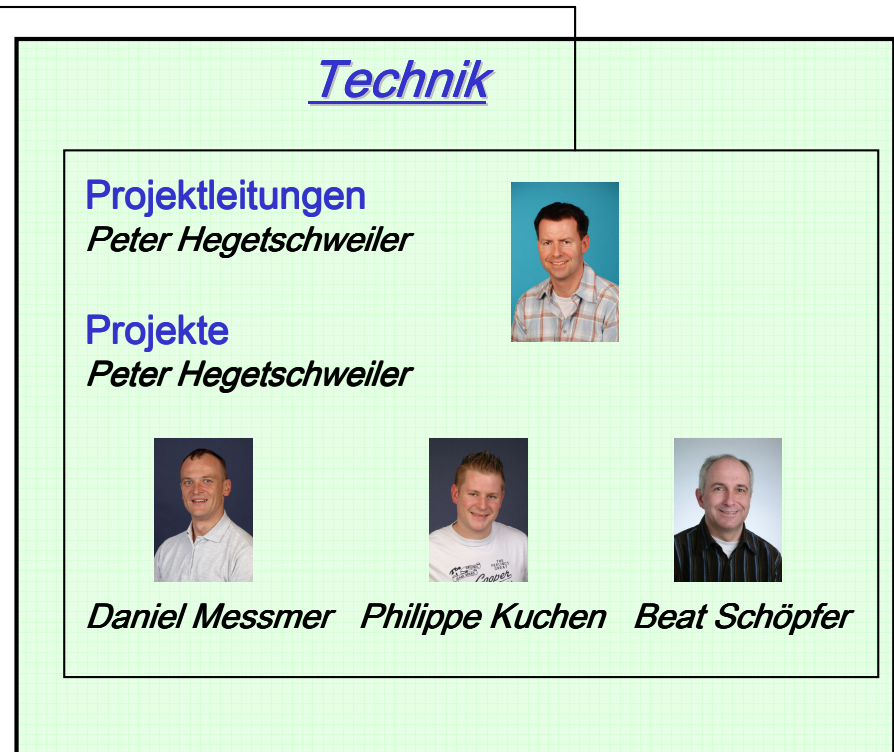 Technik
Projektleitungen
Peter Hegetschweiler
Projekte
Peter Hegetschweiler
Daniel Messmer Philippe Kuchen Beat Schöpfer